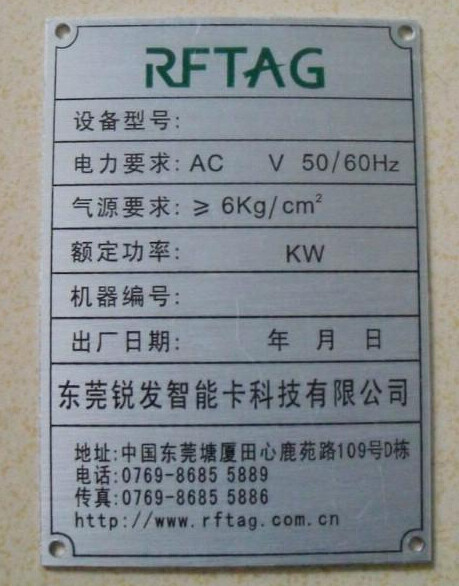 RFTAG
设备型号:
电力要求: AC V 50/60Hz
气源要求: ≥ 6Kg/cm²
额定功率: KW
机器编号:
出厂日期: 年 月 日
东莞锐发智能卡科技有限公司
地址:中国东莞塘厦田心鹿苑路109号D栋
电话:0769-8685 5889
传真:0769-8685 5886
http://www.rftag.com.cn